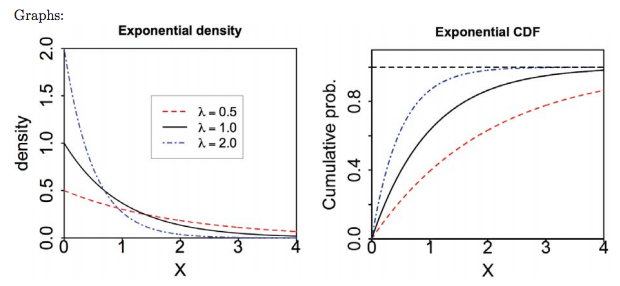 Graphs:
Exponential density
density
0.0 0.5 1.0 1.5 2.0
λ = 0.5
λ = 1.0
λ = 2.0
0 1 2 3 4
X
Exponential CDF
Cumulative prob.
0.0 0.4 0.8
0 1 2 3 4
X